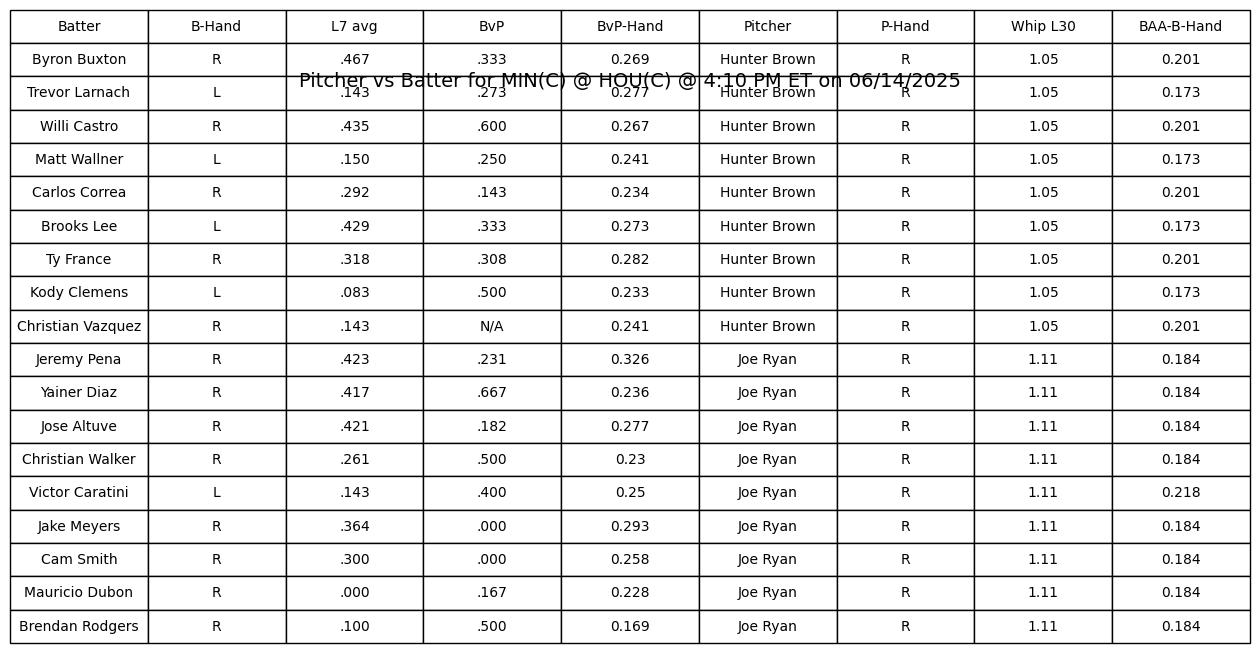 Batter B-Hand L7 avg BvP BvP-Hand Pitcher P-Hand Whip L30 BAA-B-Hand
Byron Buxton R .467 .333 0.269 Hunter Brown R 1.05 0.201
Pitcher vs Batter for MIN(C) @ HOU(C) @ 4:10 PM ET on 06/14/2025
Trevor Larnach L .143 .273 0.277 Hunter Brown R 1.05 0.173
Willi Castro R .435 .600 0.267 Hunter Brown R 1.05 0.201
Matt Wallner L .150 .250 0.241 Hunter Brown R 1.05 0.173
Carlos Correa R .292 .143 0.234 Hunter Brown R 1.05 0.201
Brooks Lee L .429 .333 0.273 Hunter Brown R 1.05 0.173
Ty France R .318 .308 0.282 Hunter Brown R 1.05 0.201
Kody Clemens L .083 .500 0.233 Hunter Brown R 1.05 0.173
Christian Vazquez R .143 N/A 0.241 Hunter Brown R 1.05 0.201
Jeremy Pena R .423 .231 0.326 Joe Ryan R 1.11 0.184
Yainer Diaz R .417 .667 0.236 Joe Ryan R 1.11 0.184
Jose Altuve R .421 .182 0.277 Joe Ryan R 1.11 0.184
Christian Walker R .261 .500 0.23 Joe Ryan R 1.11 0.184
Victor Caratini L .143 .400 0.25 Joe Ryan R 1.11 0.218
Jake Meyers R .364 .000 0.293 Joe Ryan R 1.11 0.184
Cam Smith R .300 .000 0.258 Joe Ryan R 1.11 0.184
Mauricio Dubon R .000 .167 0.228 Joe Ryan R 1.11 0.184
Brendan Rodgers R .100 .500 0.169 Joe Ryan R 1.11 0.184